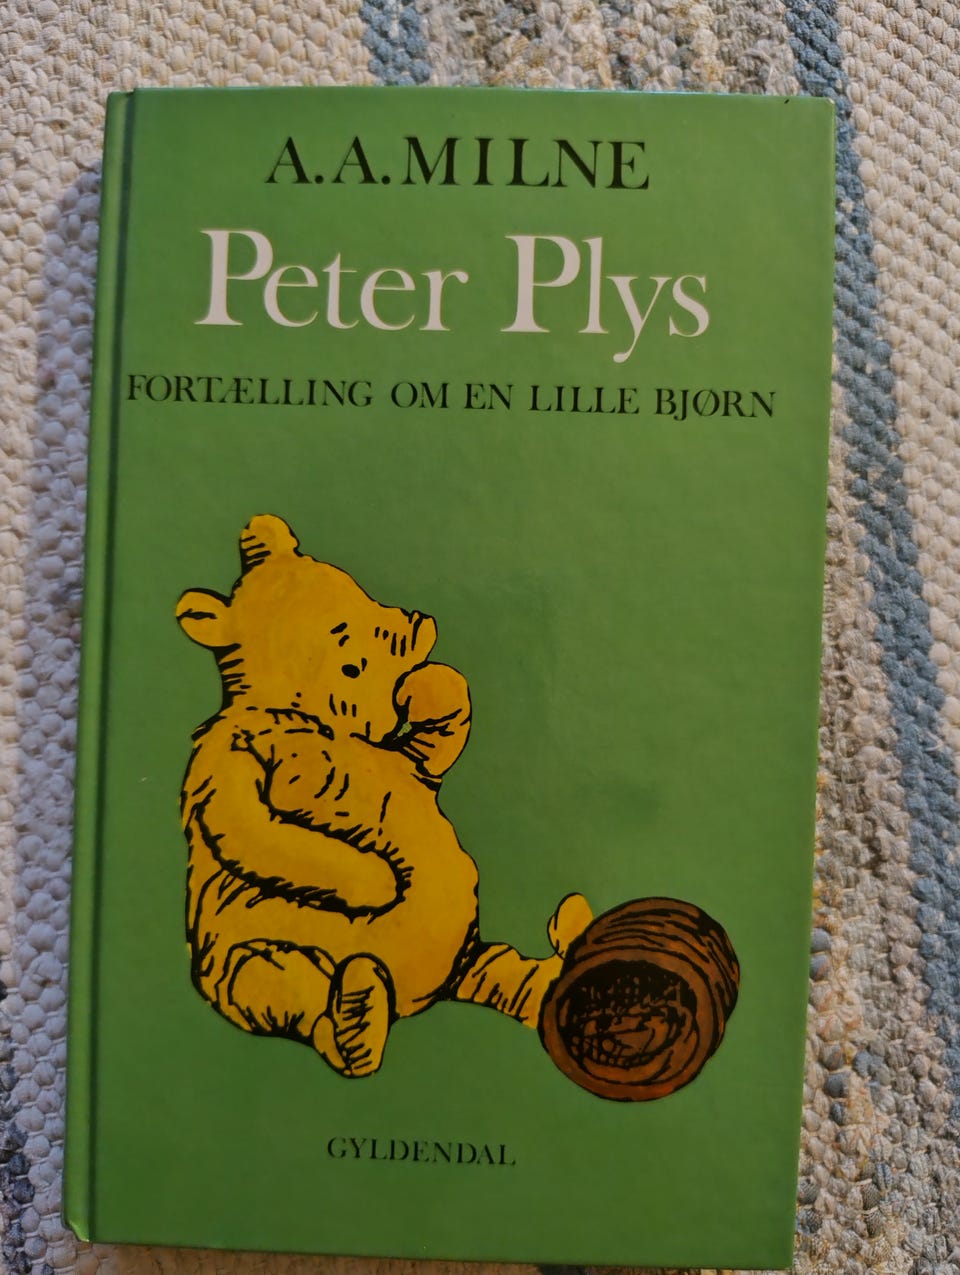 A.A.MILNE
Peter Plys
FORTÆLLING OM EN LILLE BJØRN
GYLDENDAL